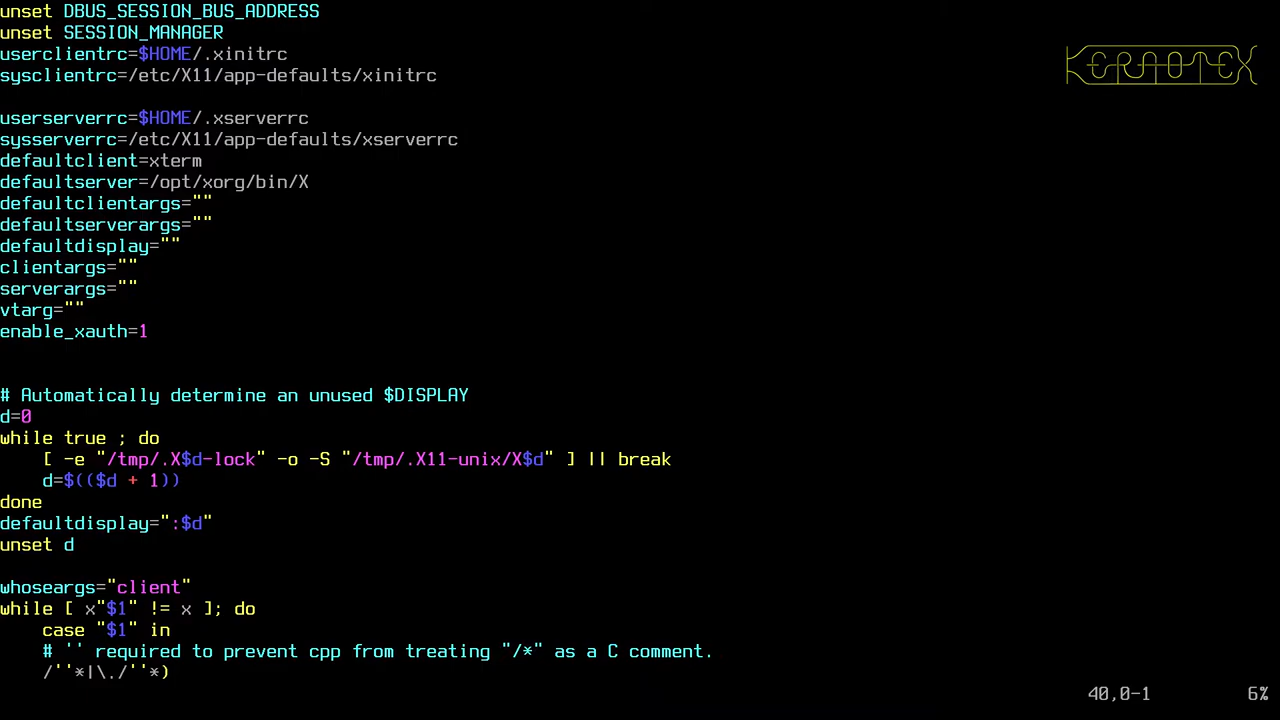 unset DBUS_SESSION_BUS_ADDRESS
unset SESSION_MANAGER
userclientrc=$HOME/.xinitrc
sysclientrc=/etc/X11/app-defaults/xinitrc
KERNOTEX
userserverrc=$HOME/.xserverrc
sysserverrc=/etc/X11/app-defaults/xserverrc
defaultclient=xterm
defaultserver=/opt/xorg/bin/X
defaultclientargs=""
defaultserverargs=""
defaultdisplay=""
clientargs=""
serverargs=""
vtarg=""
enable_xauth=1
# Automatically determine an unused $DISPLAY
d=0
while true ; do
    [ -e "/tmp/.X$d-lock" -o -S "/tmp/.X11-unix/X$d" ] || break
    d=$(($d + 1))
done
defaultdisplay=":$d"
unset d
whoseargs="client"
while [ x"$1" != x ]; do
    case "$1" in
    # '' required to prevent cpp from treating "/*" as a C comment.
    /''*|\./''*)
40,0-1 6%